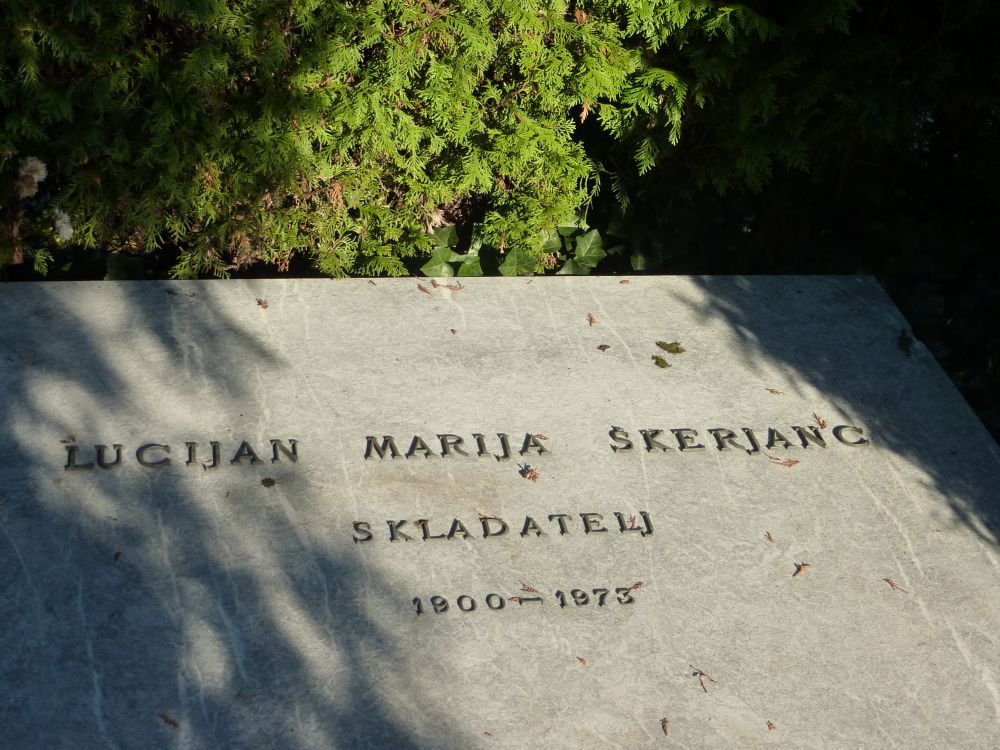 LUCIJAN MARIJA ŠKERJANC
SKLADATELJ
1900–1973